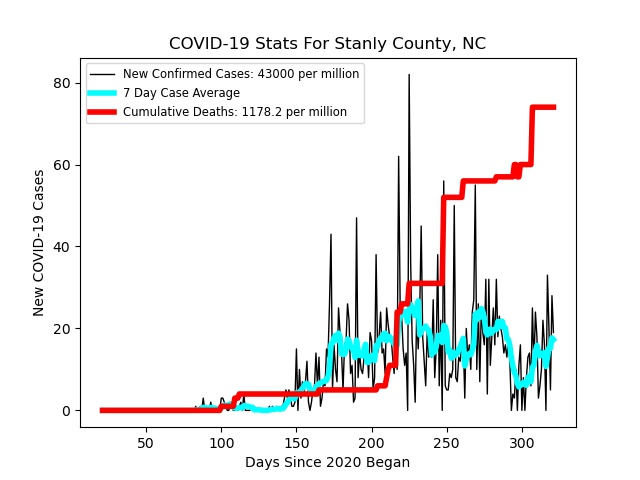 COVID-19 Stats For Stanly County, NC
New Confirmed Cases: 43000 per million
7 Day Case Average
Cumulative Deaths: 1178.2 per million
New COVID-19 Cases
80
60
40
20
0
50 100 150 200 250 300
Days Since 2020 Began